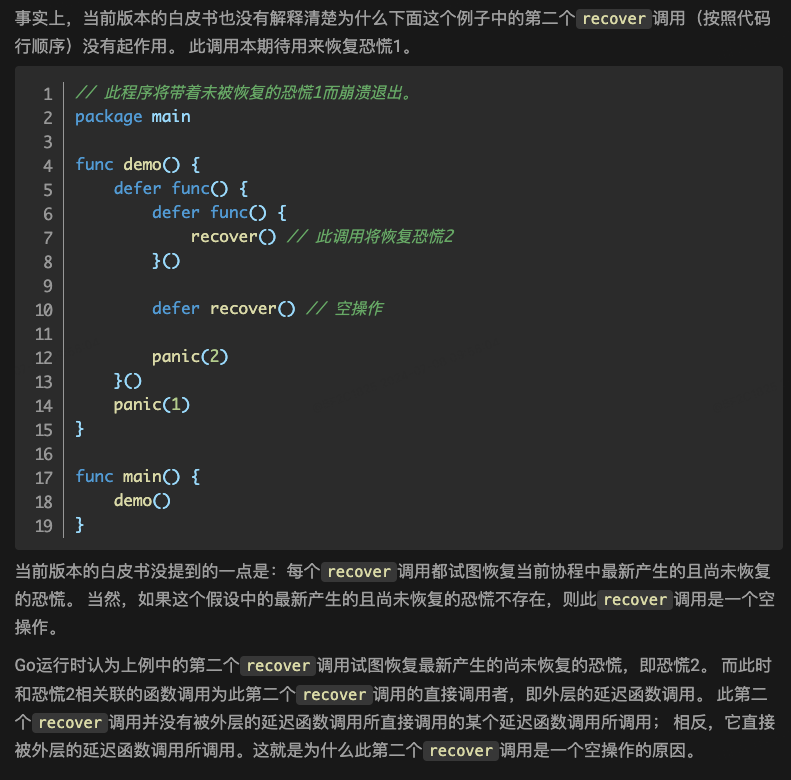 事实上，当前版本的白皮书也没有解释清楚为什么下面这个例子中的第二个recover调用（按照代码
行顺序）没有起作用。 此调用本期待用来恢复恐慌1。
1 // 此程序将带着未被恢复的恐慌1而崩溃退出。
2 package main
3
4 func demo() {
5     defer func() {
6         defer func() {
7             recover() // 此调用将恢复恐慌2
8         }()
9
10         defer recover() // 空操作
11
12         panic(2)
13     }()
14     panic(1)
15 }
16
17 func main() {
18     demo()
19 }
当前版本的白皮书没提到的一点是：每个recover调用都试图恢复当前协程中最新产生的且尚未恢复
的恐慌。 当然，如果这个假设中的最新产生的且尚未恢复的恐慌不存在，则此recover调用是一个空
操作。
Go运行时认为上例中的第二个recover调用试图恢复最新产生的尚未恢复的恐慌，即恐慌2。 而此时
和恐慌2相关联的函数调用为此第二个recover调用的直接调用者，即外层的延迟函数调用。 此第二
个recover调用并没有被外层的延迟函数调用所直接调用的某个延迟函数调用所调用； 相反，它直接
被外层的延迟函数调用所调用。这就是为什么此第二个recover调用是一个空操作的原因。